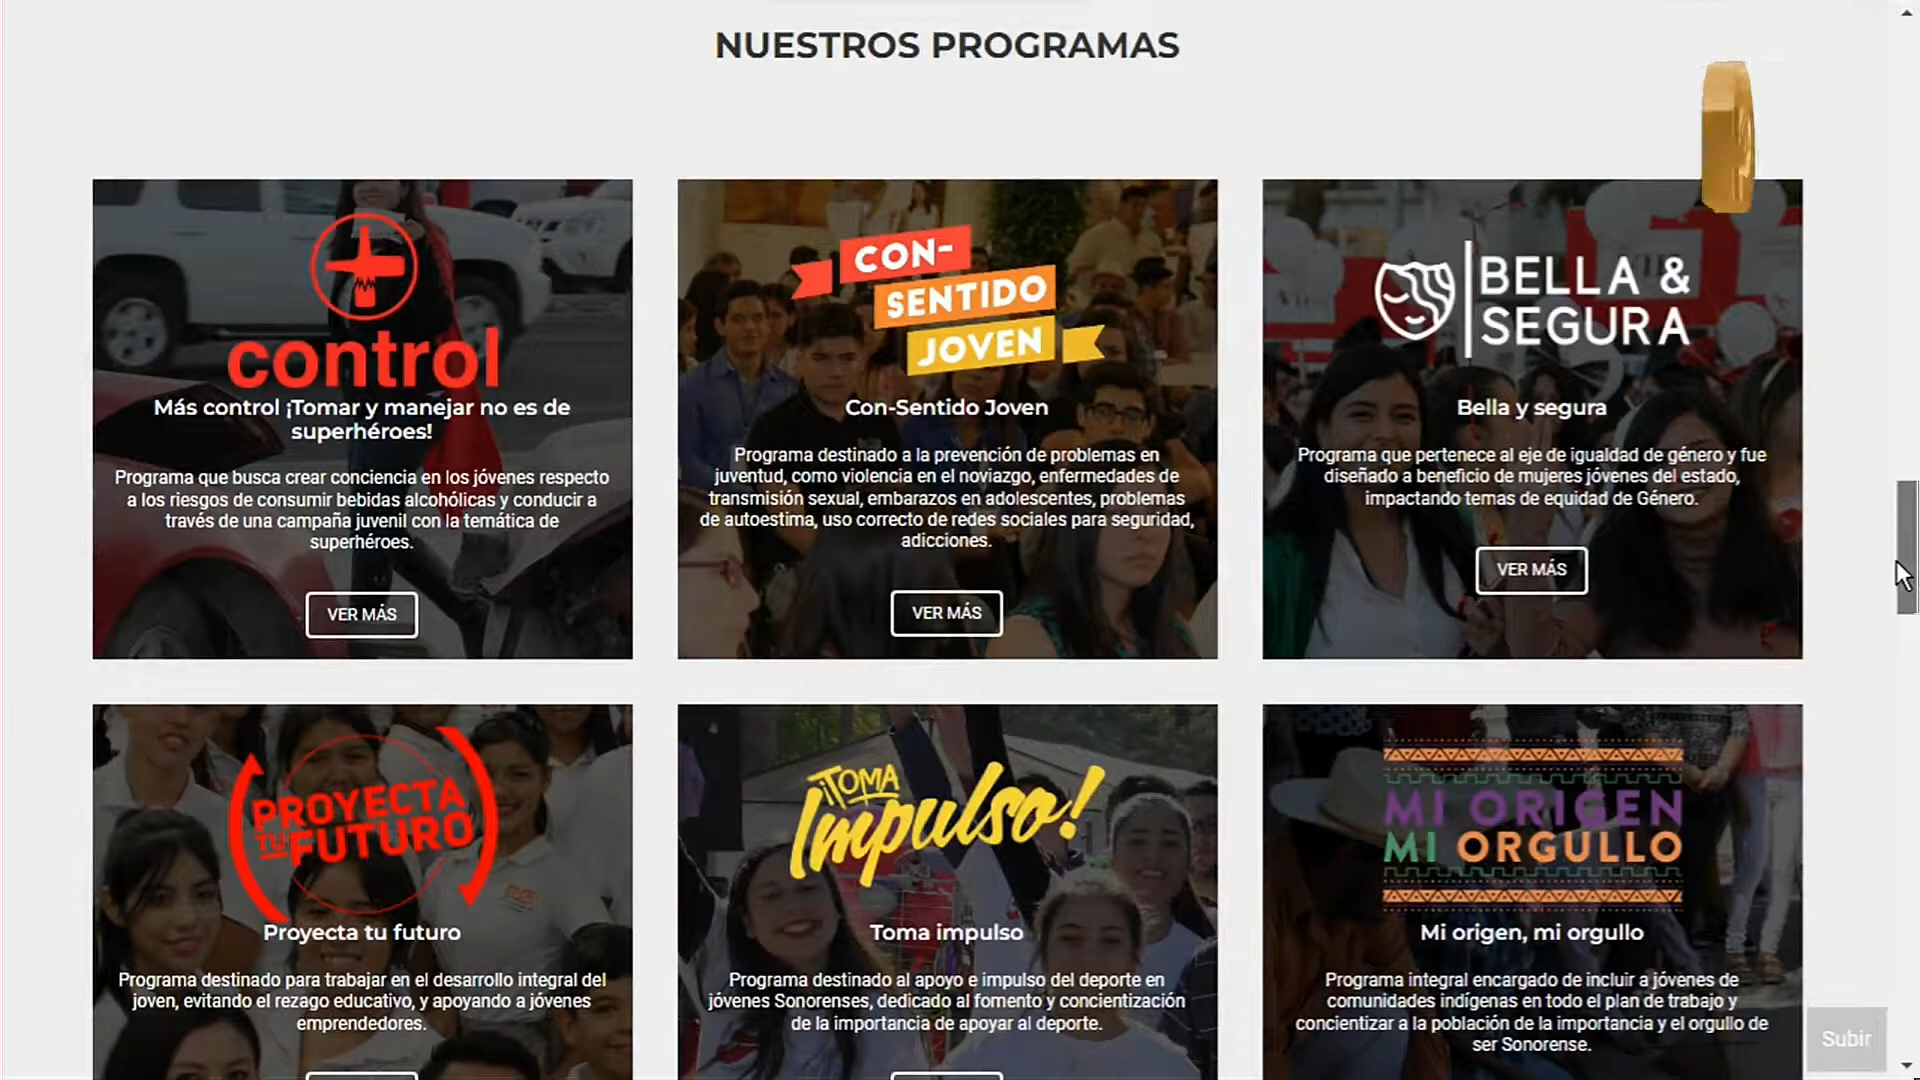 NUESTROS PROGRAMAS
control
Más control ¡Tomar y manejar no es de
superhéroes!
Programa que busca crear conciencia en los jóvenes respecto
a los riesgos de consumir bebidas alcohólicas y conducir a
través de una campaña juvenil con la temática de
superhéroes.
VER MÁS
CON-
SENTIDO
JOVEN
Con-Sentido Joven
Programa destinado a la prevención de problemas en
juventud, como violencia en el noviazgo, enfermedades de
transmisión sexual, embarazos en adolescentes, problemas
de autoestima, uso correcto de redes sociales para seguridad,
adicciones.
VER MÁS
BELLA &
SEGURA
Bella y segura
Programa que pertenece al eje de igualdad de género y fue
diseñado a beneficio de mujeres jóvenes del estado,
impactando temas de equidad de Género.
VER MÁS
PROYECTA
TU FUTURO
Proyecta tu futuro
Programa destinado para trabajar en el desarrollo integral del
joven, evitando el rezago educativo, y apoyando a jóvenes
emprendedores.
¡TOMA
Impulso!
Toma impulso
Programa destinado al apoyo e impulso del deporte en
jóvenes Sonorenses, dedicado al fomento y concientización
de la importancia de apoyar al deporte.
MI ORIGEN
MI ORGULLO
Mi origen, mi orgullo
Programa integral encargado de incluir a jóvenes de
comunidades indígenas en todo el plan de trabajo y
concientizar a la población de la importancia y el orgullo de
ser Sonorense.
Subir